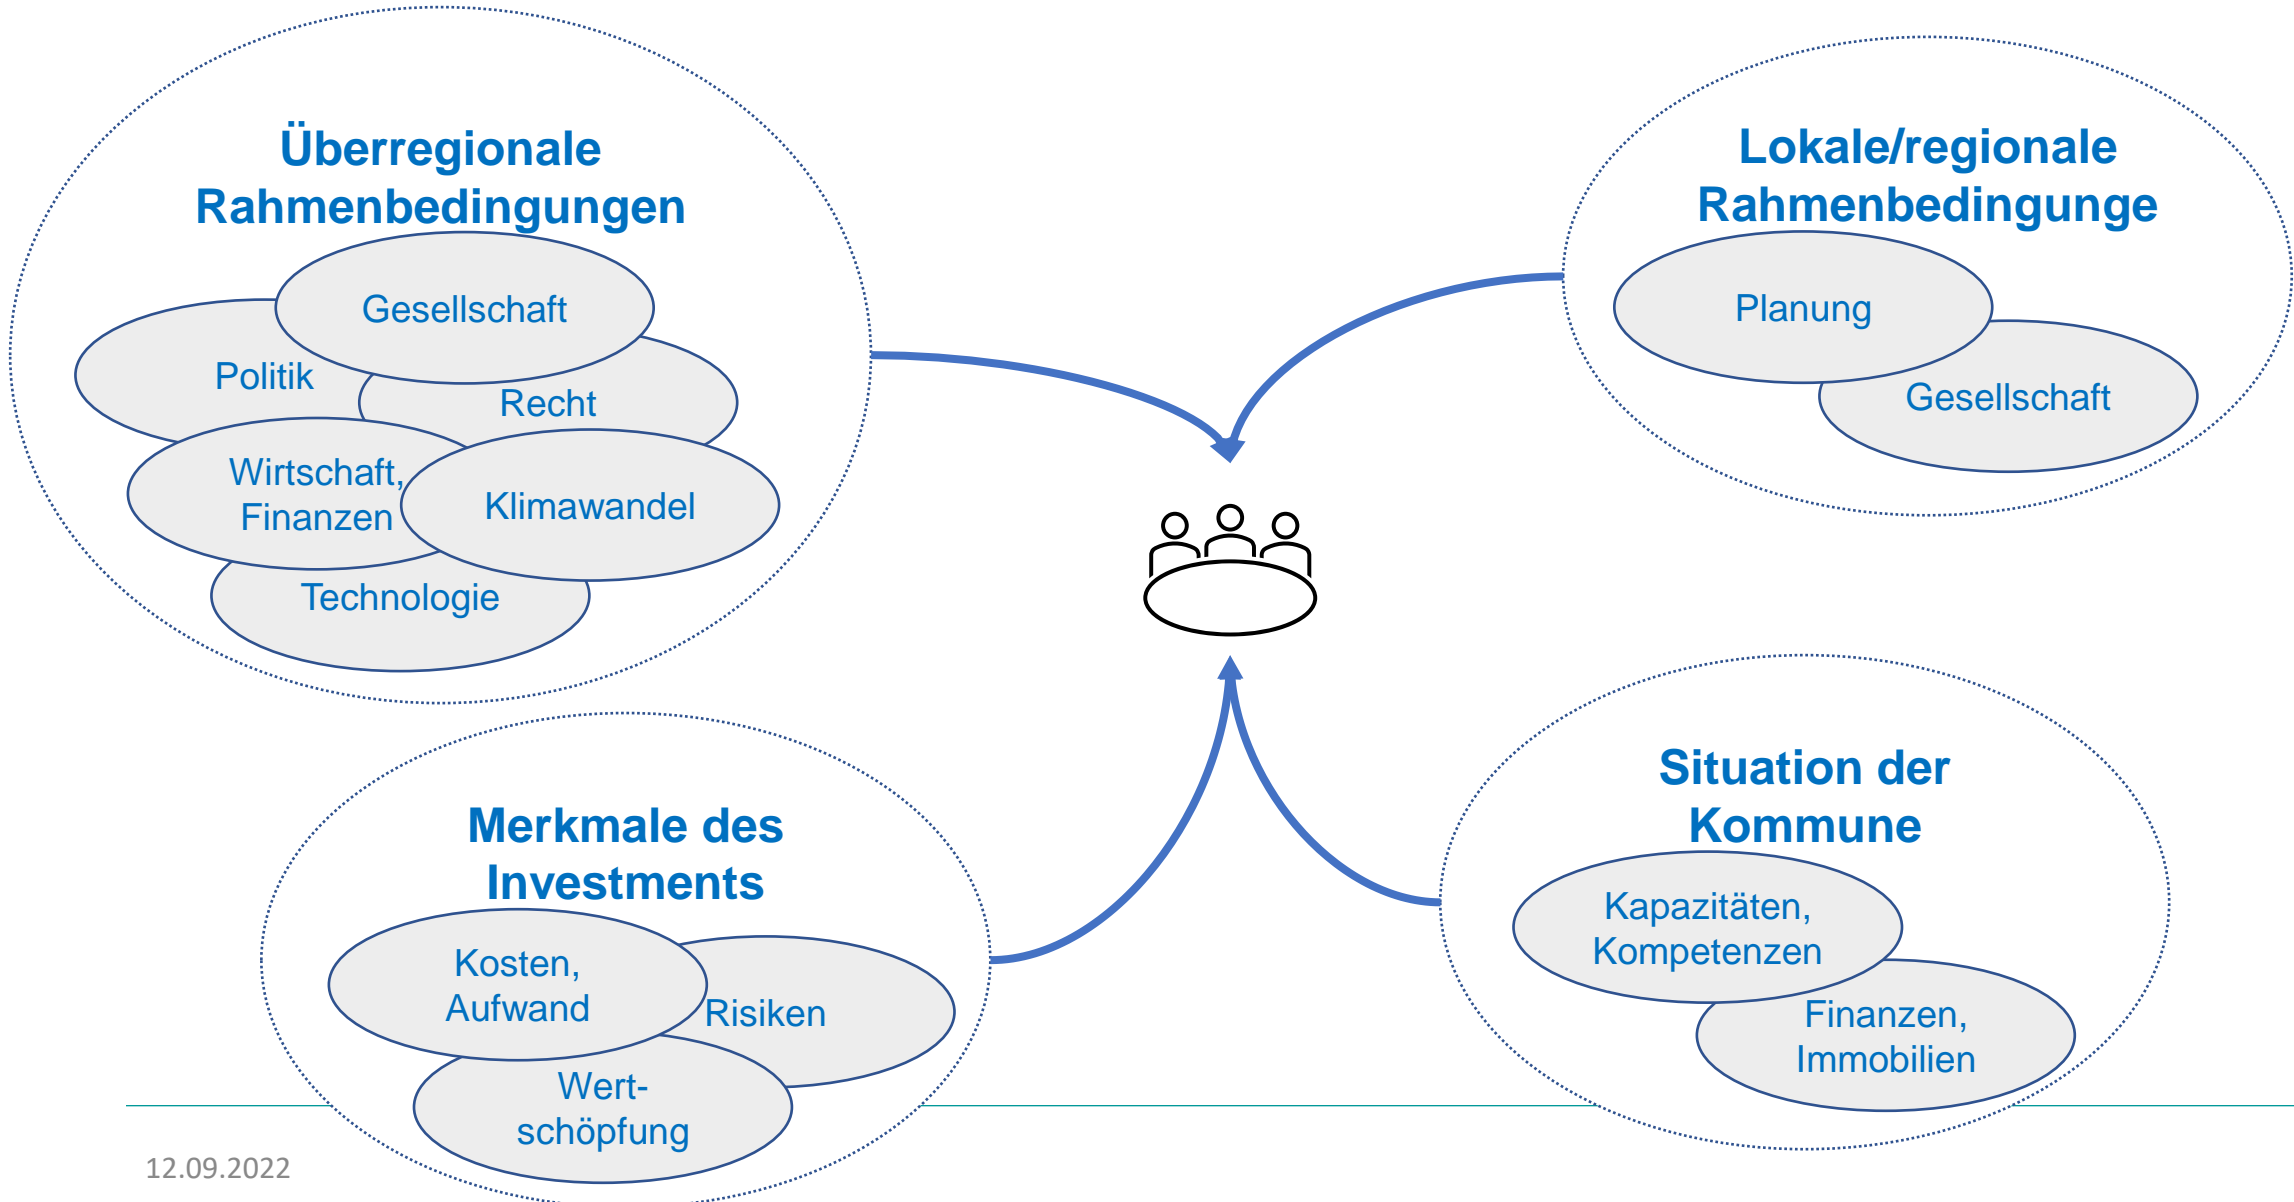 Überregionale
Rahmenbedingungen
Gesellschaft
Politik
Recht
Wirtschaft,
Finanzen
Klimawandel
Technologie
Lokale/regionale
Rahmenbedingunge
Planung
Gesellschaft
Merkmale des
Investments
Kosten,
Aufwand
Risiken
Wert-
schöpfung
Situation der
Kommune
Kapazitäten,
Kompetenzen
Finanzen,
Immobilien
12.09.2022